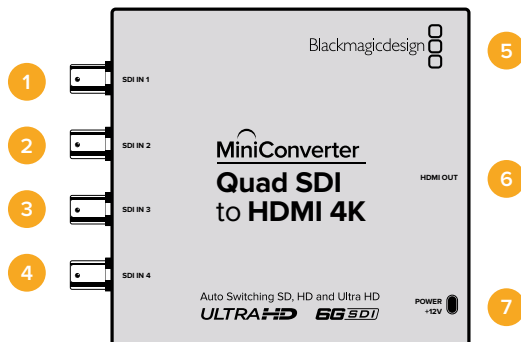 Blackmagicdesign
5
1
SDI IN 1
2
SDI IN 2
MiniConverter
Quad SDI
to HDMI 4K
HDMI OUT
6
3
SDI IN 3
4
SDI IN 4
Auto Switching SD, HD and Ultra HD
ULTRA HD 6G SDI
POWER
+12V
7